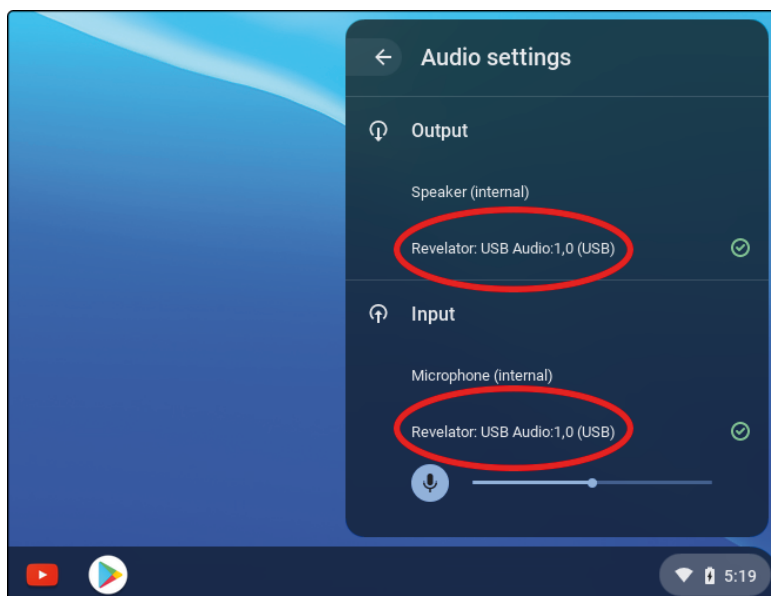 Audio settings
Output
Speaker (internal)
Revelator: USB Audio:1,0 (USB)
Input
Microphone (internal)
Revelator: USB Audio:1,0 (USB)
5:19